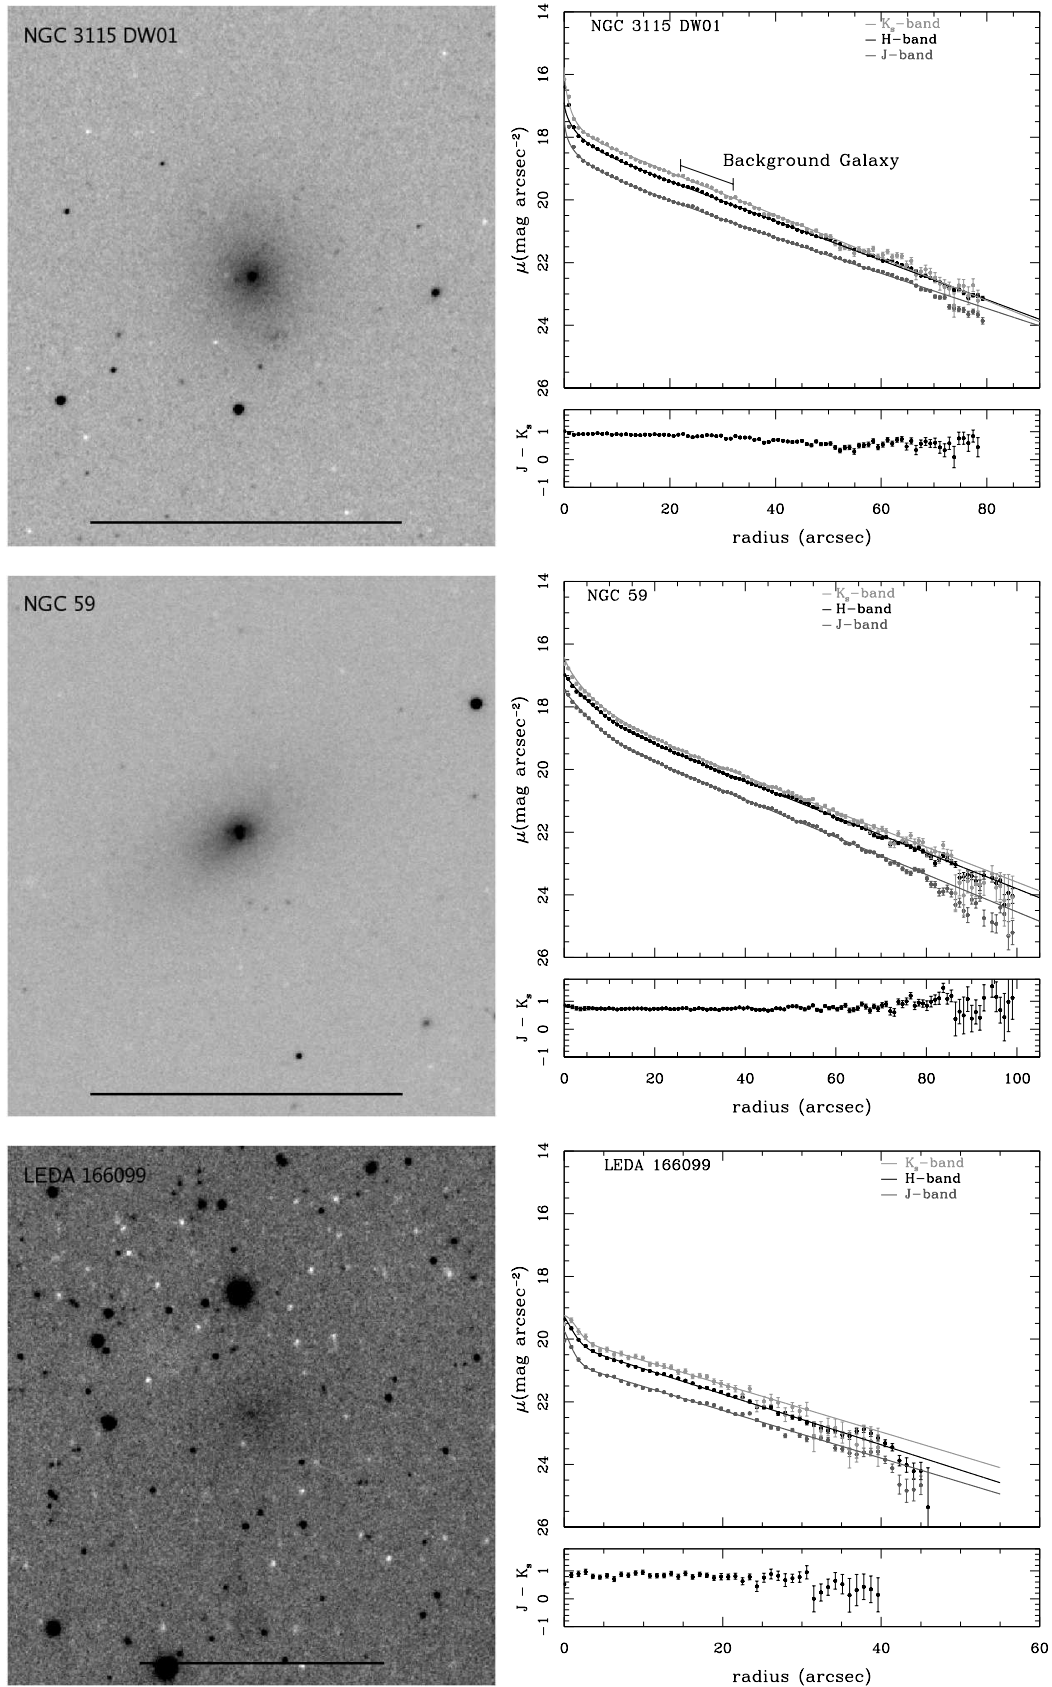 NGC 3115 DW01
14
16
18
20
22
24
26
μ(mag arcsec⁻²)
NGC 3115 DW01
Kₛ-band
H-band
J-band
Background Galaxy
J - Kₛ
1
0
-1
0 20 40 60 80
radius (arcsec)
NGC 59
14
16
18
20
22
24
26
μ(mag arcsec⁻²)
NGC 59
Kₛ-band
H-band
J-band
J - Kₛ
1
0
-1
0 20 40 60 80 100
radius (arcsec)
LEDA 166099
14
16
18
20
22
24
26
μ(mag arcsec⁻²)
LEDA 166099
Kₛ-band
H-band
J-band
J - Kₛ
1
0
-1
0 20 40 60
radius (arcsec)